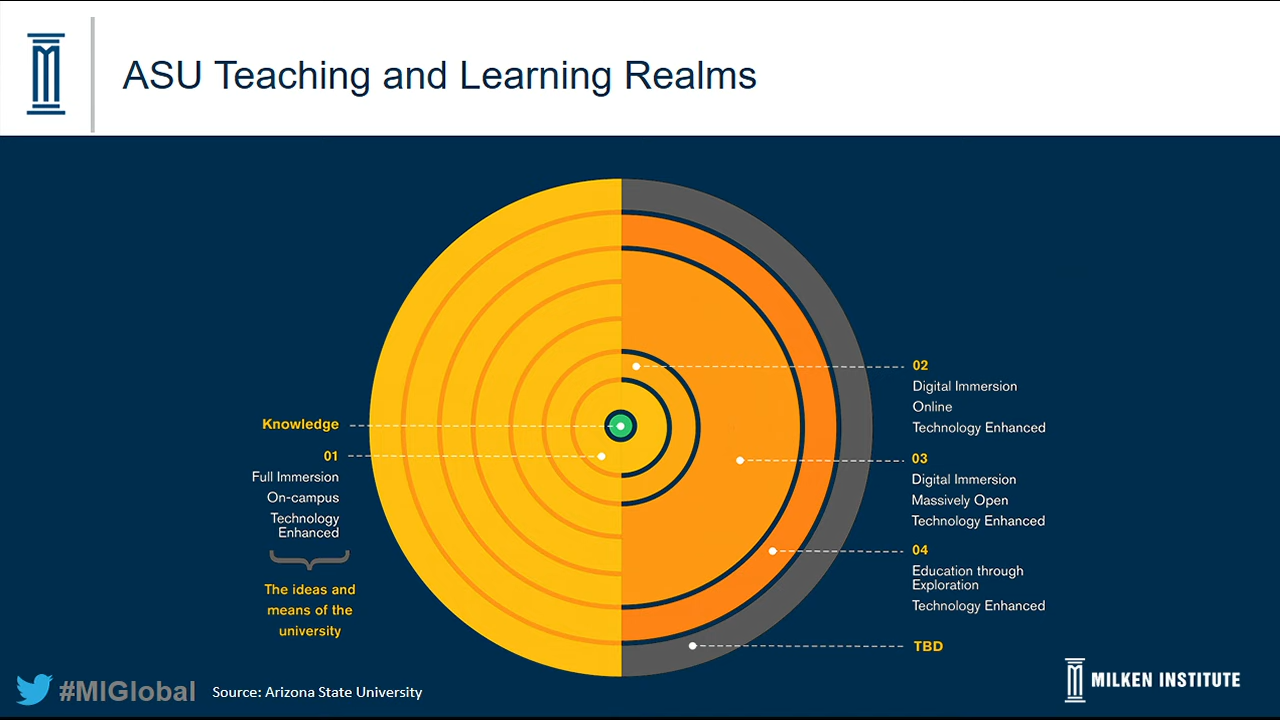 ASU Teaching and Learning Realms
Knowledge
01
Full Immersion
On-campus
Technology
Enhanced
The ideas and
means of the
university
02
Digital Immersion
Online
Technology Enhanced
03
Digital Immersion
Massively Open
Technology Enhanced
04
Education through
Exploration
Technology Enhanced
TBD
#MIGlobal
Source: Arizona State University
MILKEN INSTITUTE